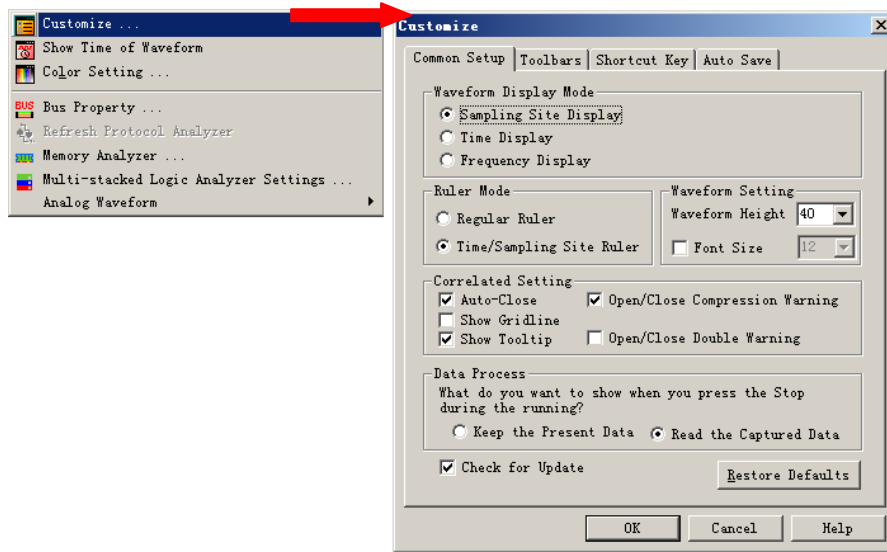 Customize ...
Show Time of Waveform
Color Setting ...
BUS Bus Property ...
Refresh Protocol Analyzer
Memory Analyzer ...
Multi-stacked Logic Analyzer Settings ...
Analog Waveform
Customize
Common Setup Toolbars Shortcut Key Auto Save
Waveform Display Mode
Sampling Site Display
Time Display
Frequency Display
Ruler Mode
Regular Ruler
Time/Sampling Site Ruler
Waveform Setting
Waveform Height 40
Font Size 12
Correlated Setting
Auto-Close Open/Close Compression Warning
Show Gridline
Show Tooltip Open/Close Double Warning
Data Process
What do you want to show when you press the Stop
during the running?
Keep the Present Data Read the Captured Data
Check for Update
Restore Defaults
OK Cancel Help